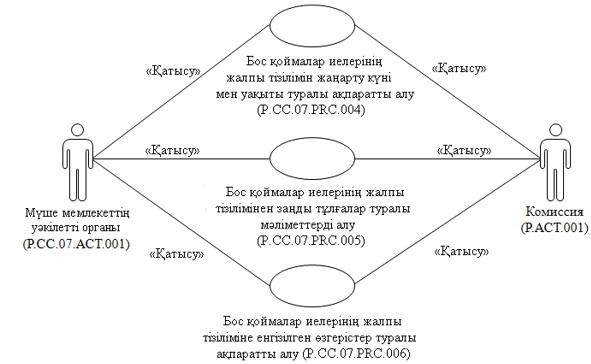 «Қатысу»
Бос қоймалар иелерінің
жалпы тізілімін жаңарту күні
мен уақыты туралы ақпаратты алу
(P.CC.07.PRC.004)
«Қатысу»
«Қатысу»
«Қатысу»
Мүше мемлекеттің
уәкілетті органы
(P.CC.07.ACT.001)
Бос қоймалар иелерінің жалпы
тізілімінен заңды тұлғалар туралы
мәліметтерді алу
(P.CC.07.PRC.005)
Комиссия
(P.ACT.001)
«Қатысу»
«Қатысу»
Бос қоймалар иелерінің жалпы
тізіліміне енгізілген өзгерістер туралы
ақпаратты алу (P.CC.07.PRC.006)